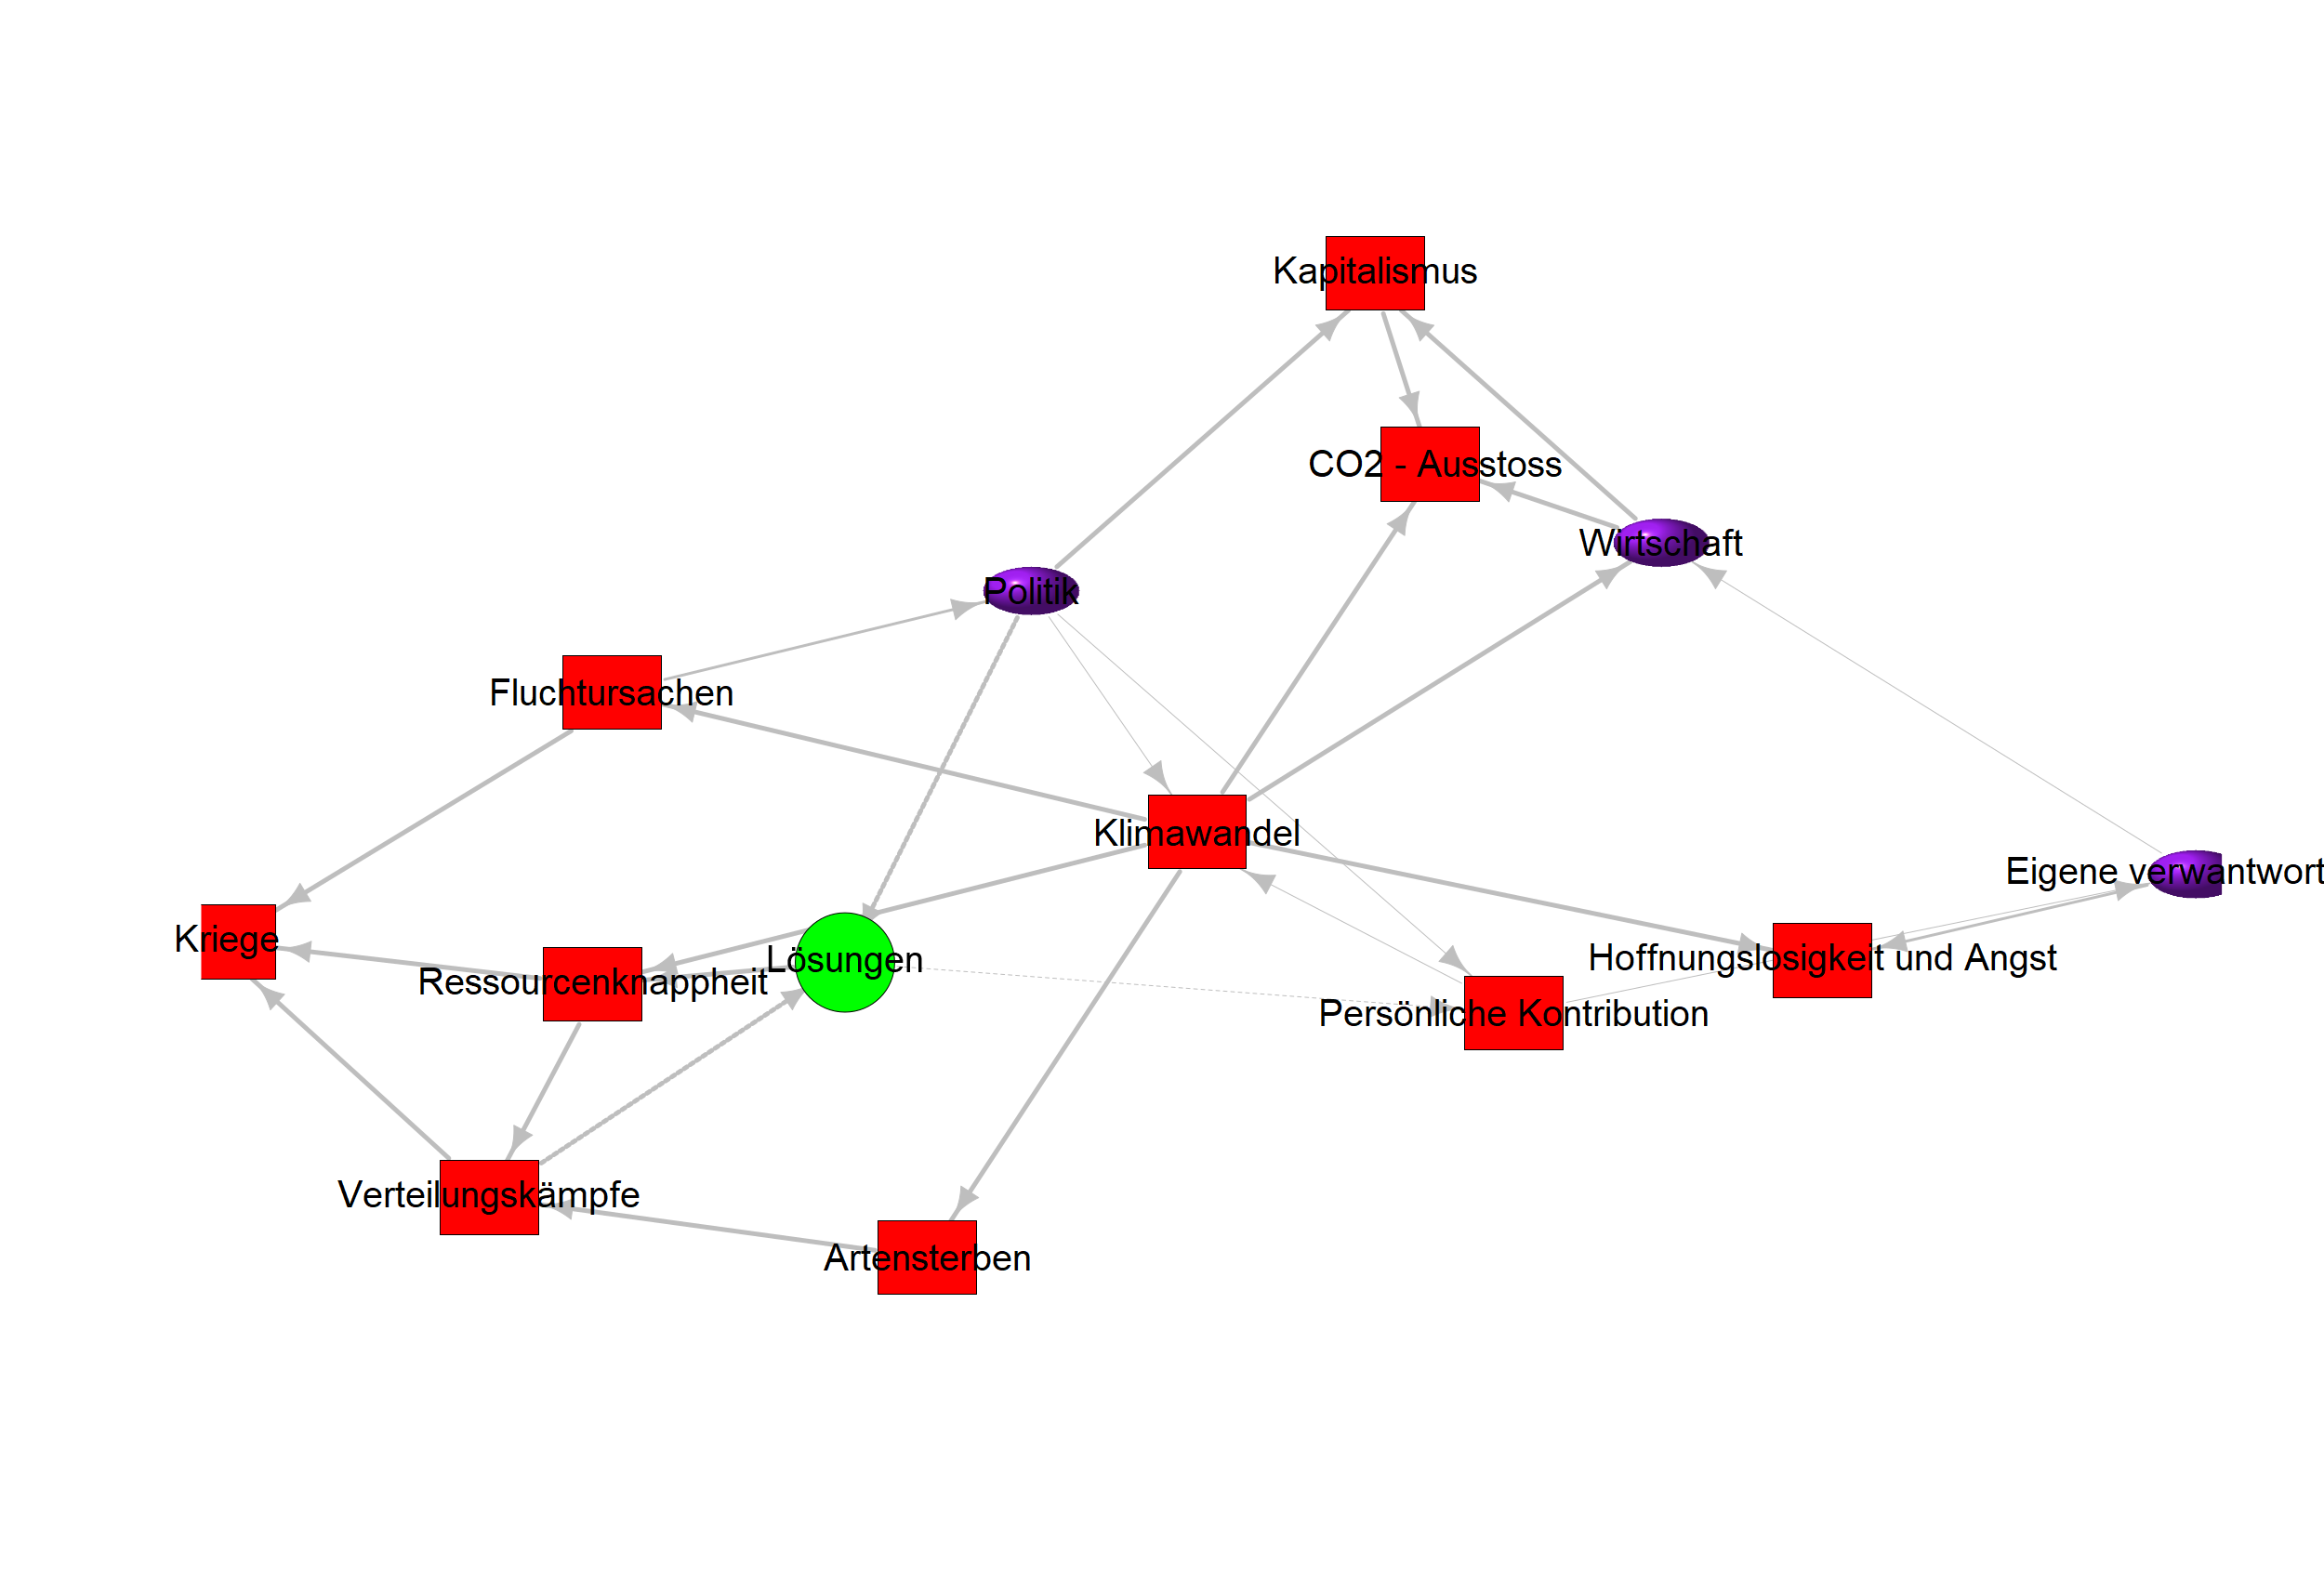 Kapitalismus
CO2 - Ausstoss
Wirtschaft
Politik
Fluchtursachen
Klimawandel
Eigene verwantwort
Kriege
Lösungen
Hoffnungslosigkeit und Angst
Ressourcenknappheit
Persönliche Kontribution
Verteilungskämpfe
Artensterben